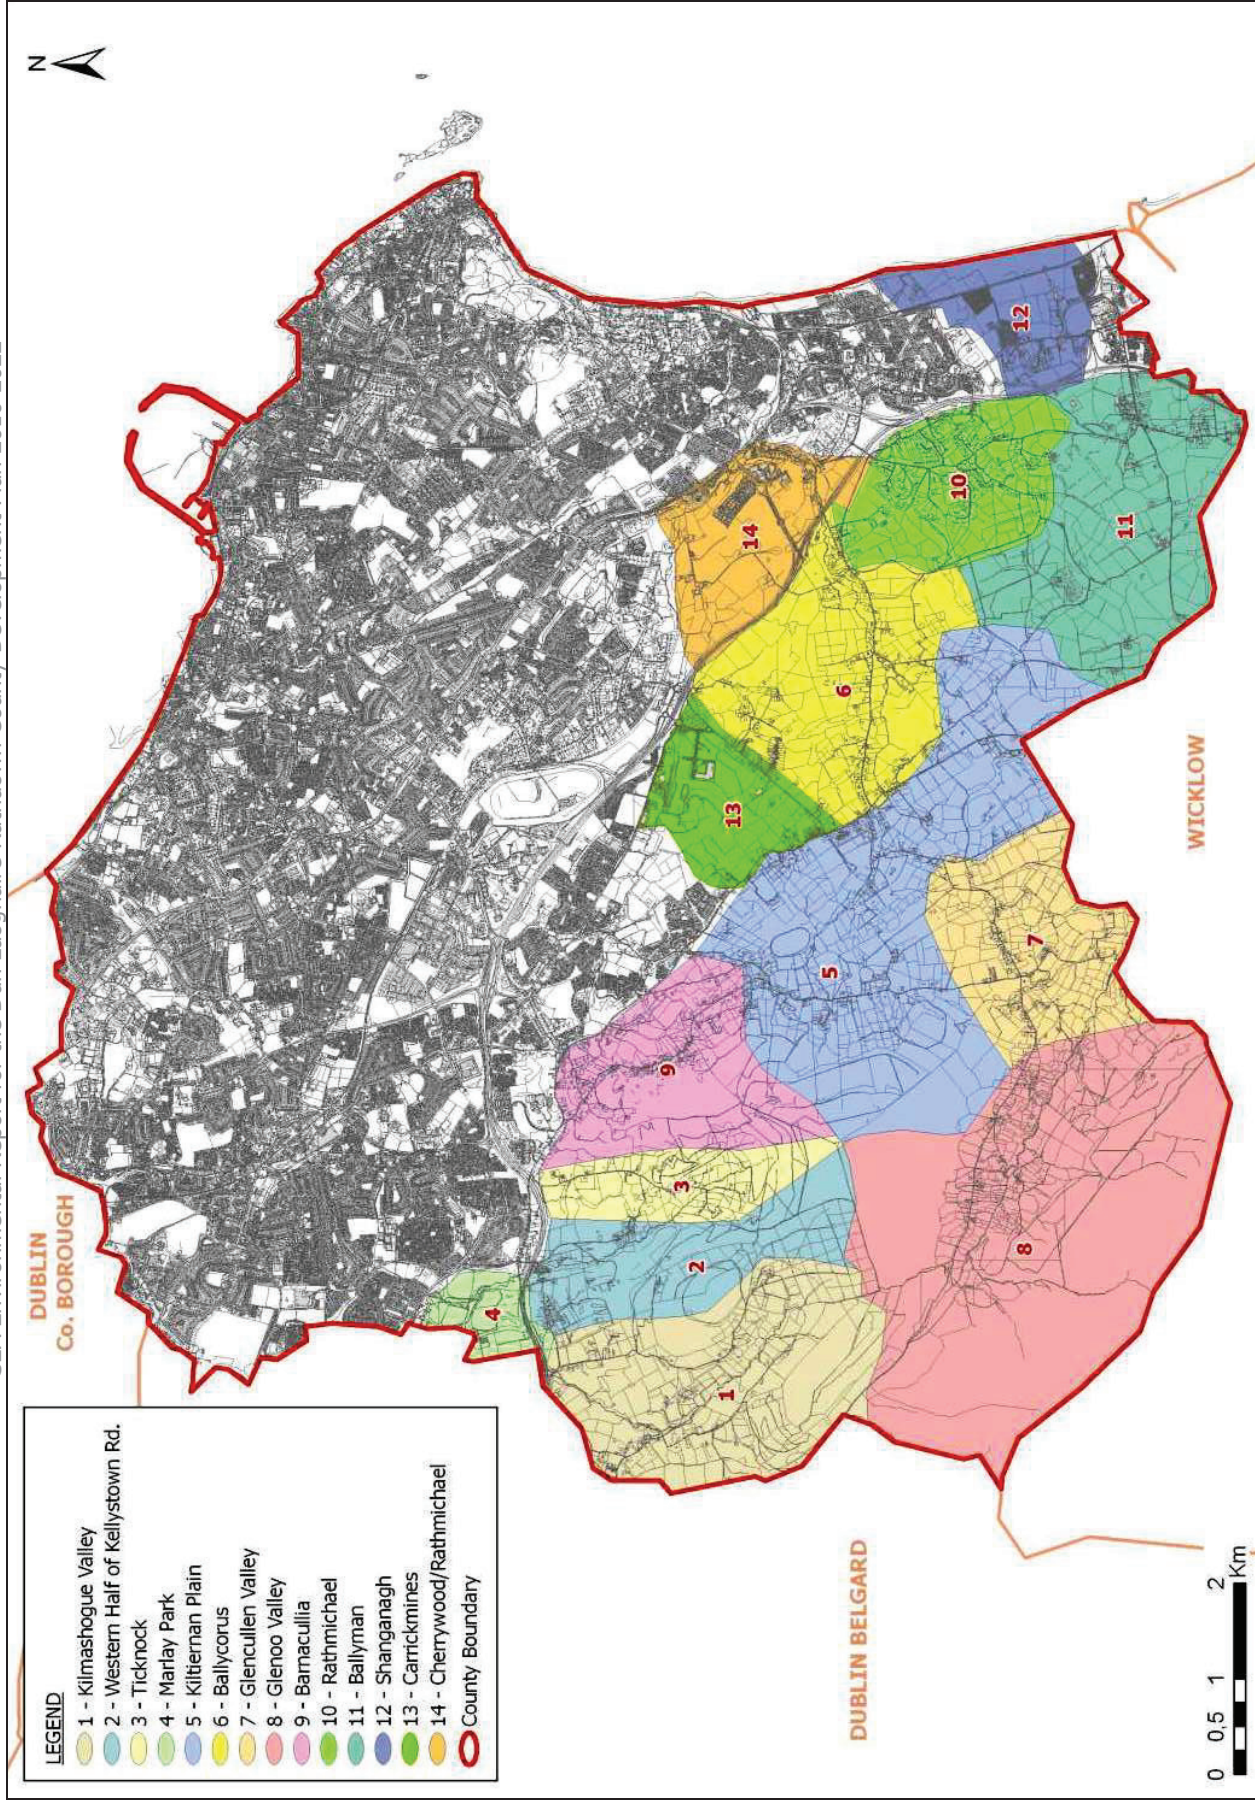 N
DUBLIN
Co. BOROUGH
LEGEND
1 - Kilmashogue Valley
2 - Western Half of Kellystown Rd.
3 - Ticknock
4 - Marlay Park
5 - Kiltiernan Plain
6 - Ballycorus
7 - Glencullen Valley
8 - Glenoo Valley
9 - Barnacullia
10 - Rathmichael
11 - Ballyman
12 - Shanganagh
13 - Carrickmines
14 - Cherrywood/Rathmichael
County Boundary
4
3
2
1
9
13
14
12
10
6
5
11
7
8
WICKLOW
DUBLIN BELGARD
0 0,5 1 2
Km